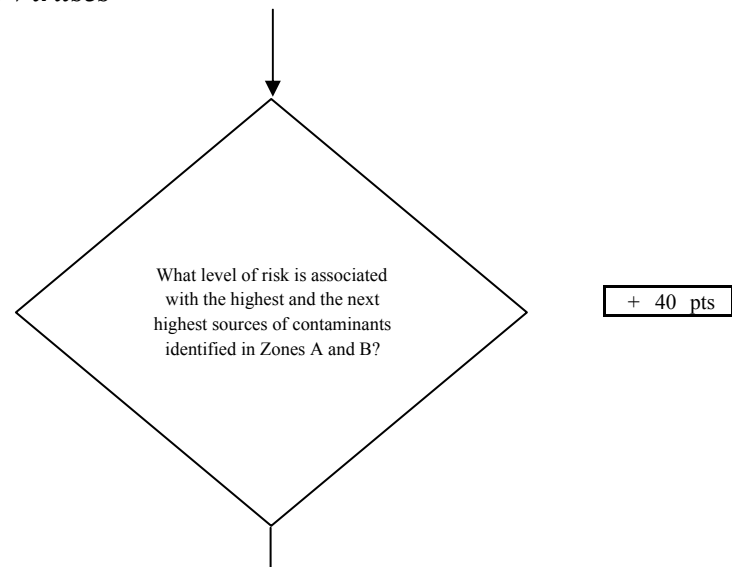 What level of risk is associated
with the highest and the next
highest sources of contaminants
identified in Zones A and B?
+ 40 pts